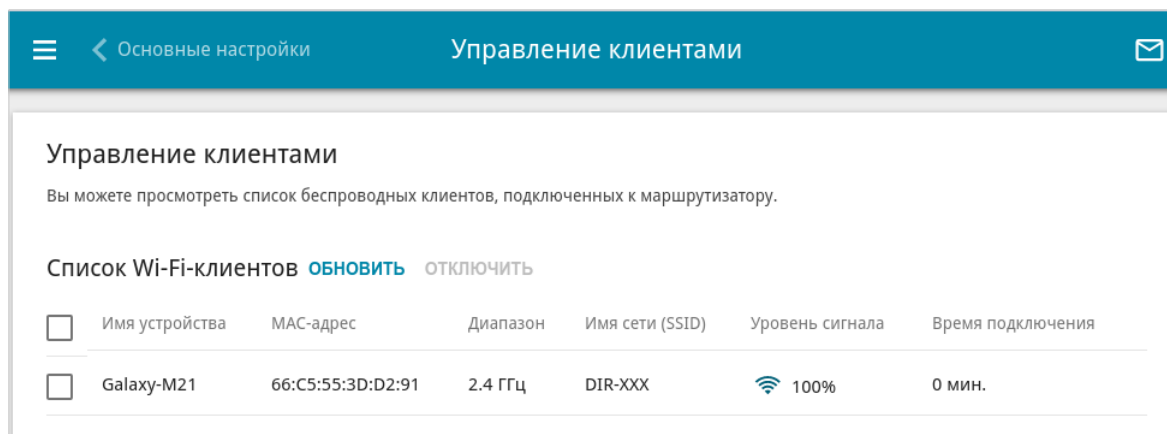 Основные настройки Управление клиентами
Управление клиентами
Вы можете просмотреть список беспроводных клиентов, подключенных к маршрутизатору.
Список Wi-Fi-клиентов ОБНОВИТЬ ОТКЛЮЧИТЬ
Имя устройства MAC-адрес Диапазон Имя сети (SSID) Уровень сигнала Время подключения
Galaxy-M21 66:C5:55:3D:D2:91 2.4 ГГц DIR-XXX 100% 0 мин.